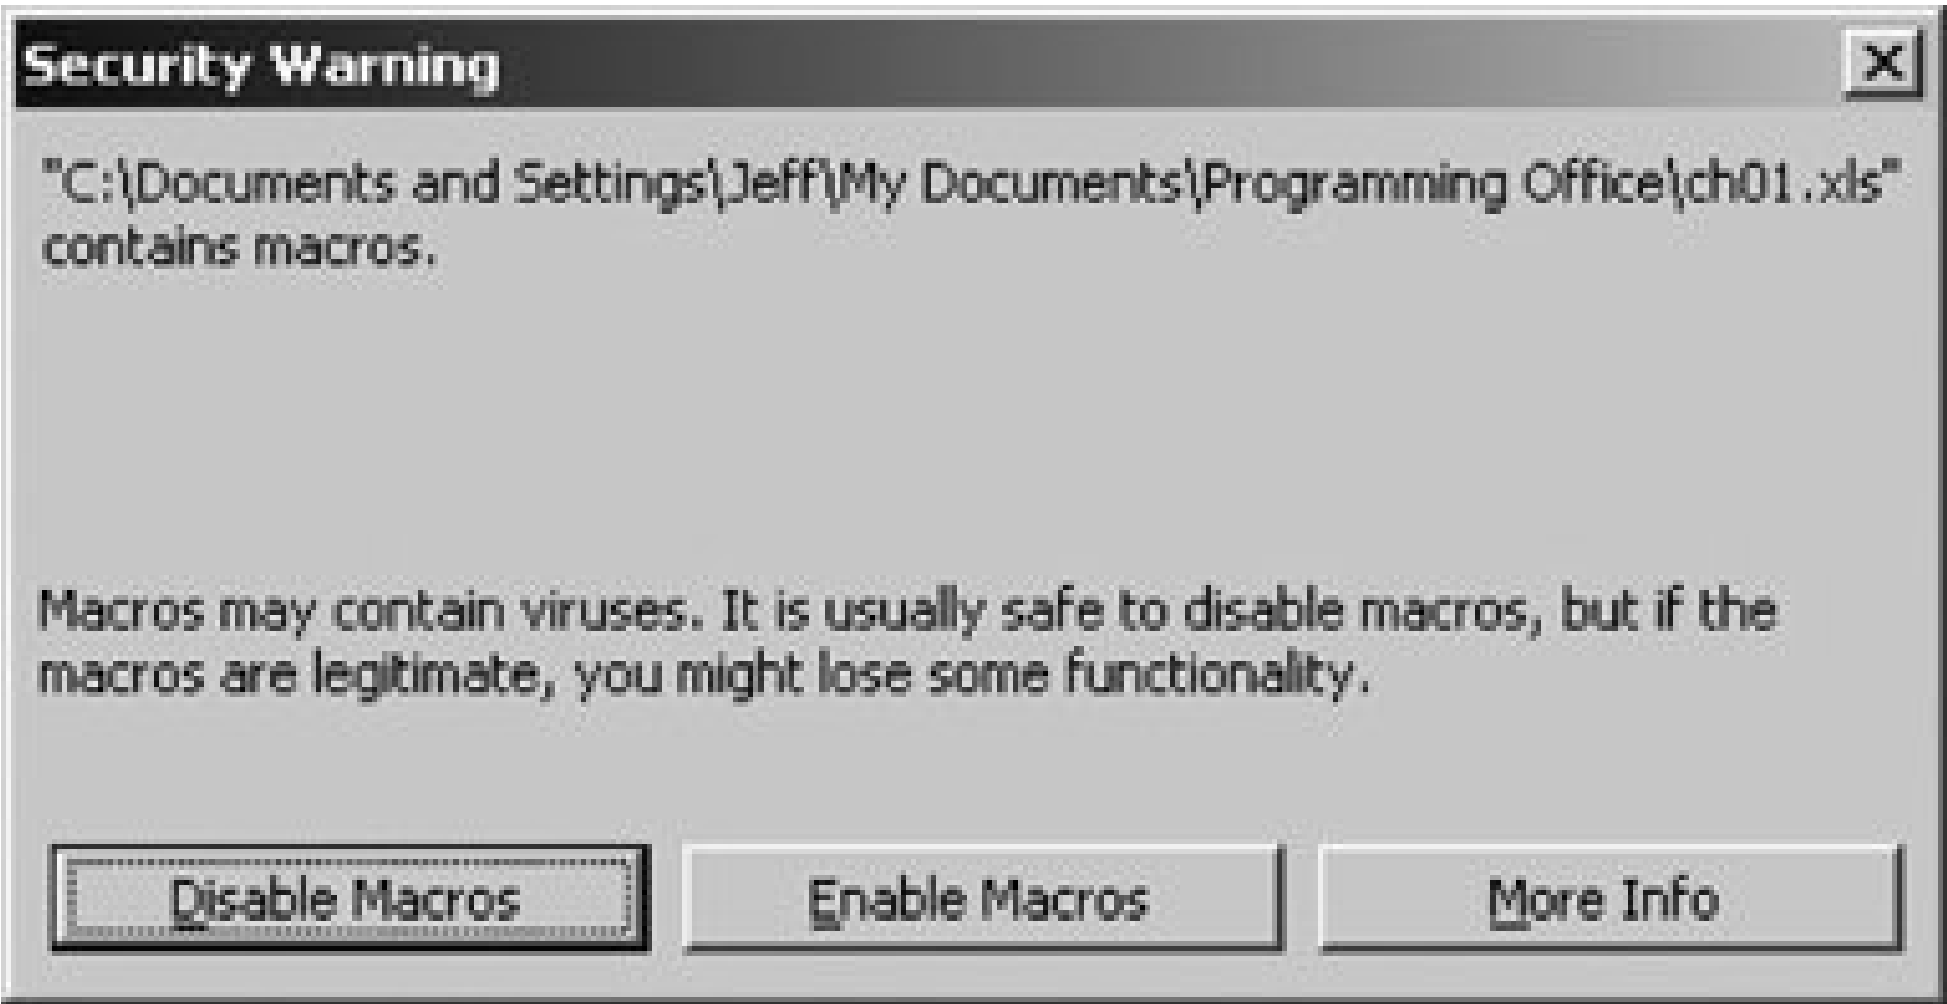 Security Warning
"C:\Documents and Settings\Jeff\My Documents\Programming Office\ch01.xls"
contains macros.
Macros may contain viruses. It is usually safe to disable macros, but if the
macros are legitimate, you might lose some functionality.
Disable Macros
Enable Macros
More Info